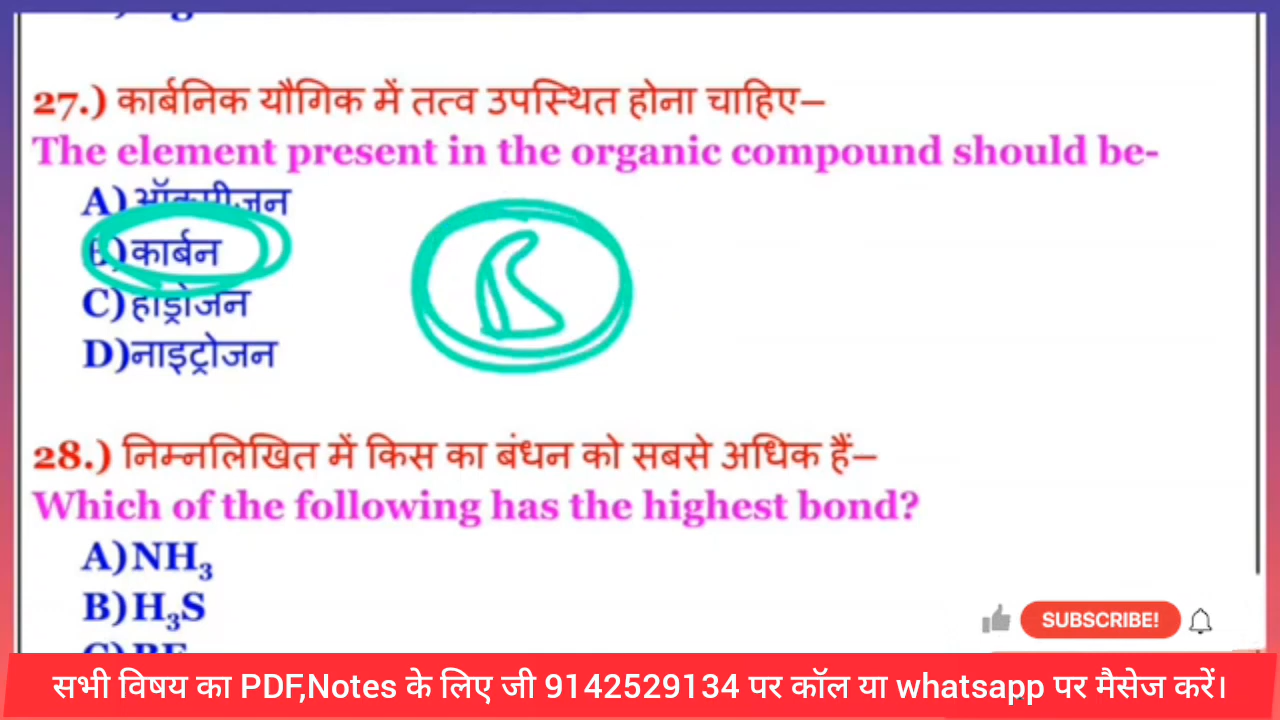 27.) कार्बनिक यौगिक में तत्व उपस्थित होना चाहिए–
The element present in the organic compound should be-
A) ऑक्सीजन
B) कार्बन
C) हाइड्रोजन
D)नाइट्रोजन
28.) निम्नलिखित में किस का बंधन को सबसे अधिक हैं–
Which of the following has the highest bond?
A) NH₃
B) H₃S
SUBSCRIBE!
सभी विषय का PDF,Notes के लिए जी 9142529134 पर कॉल या whatsapp पर मैसेज करें।